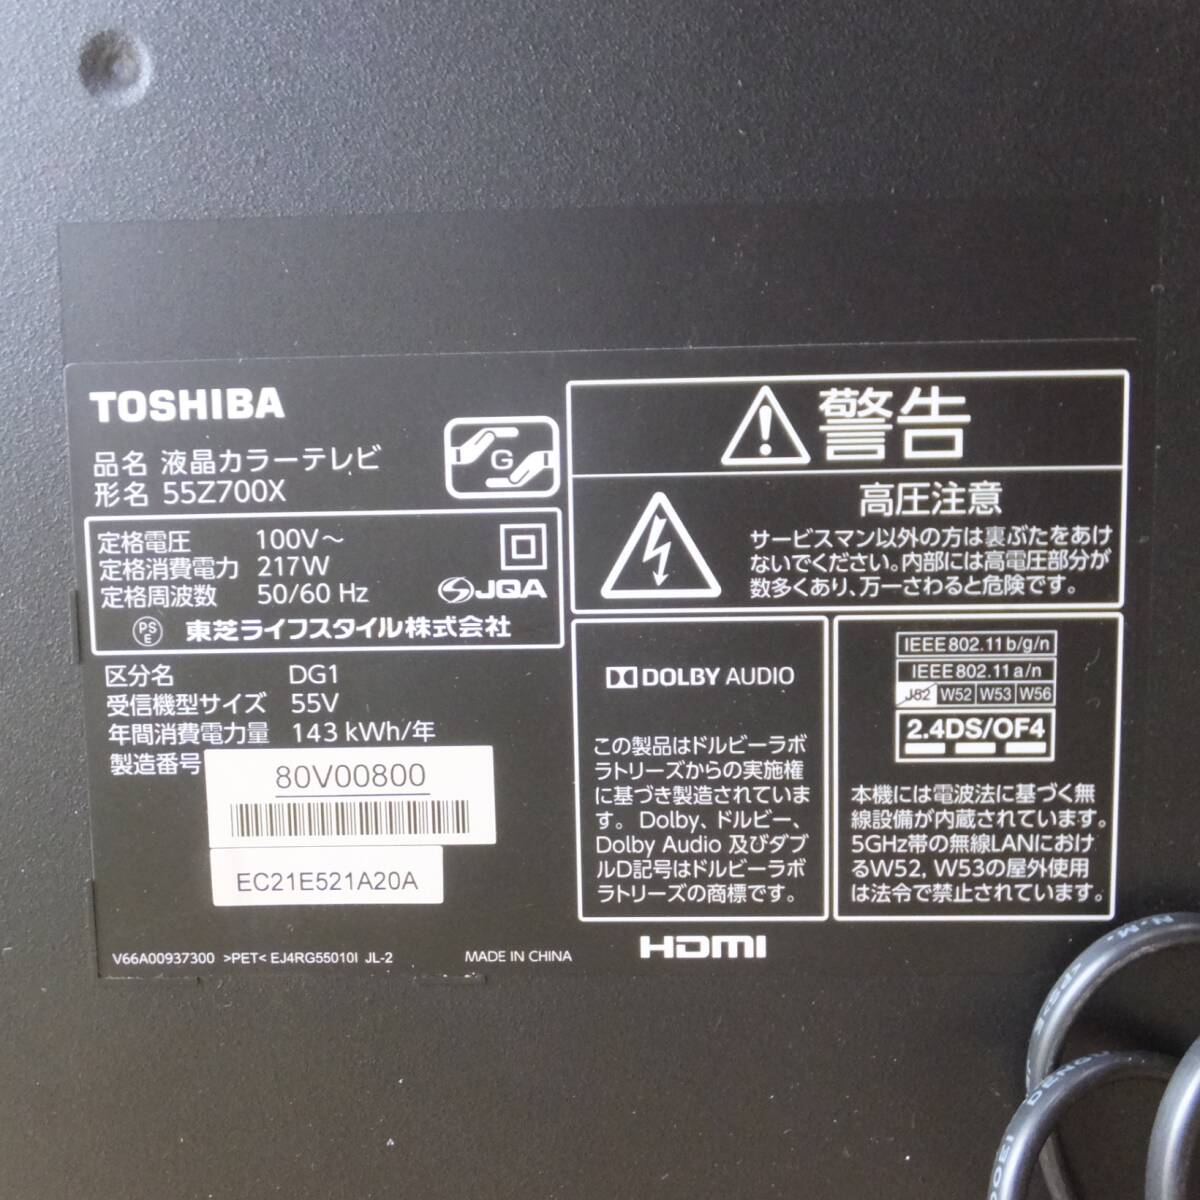 TOSHIBA
品名 液晶カラーテレビ
形名 55Z700X
G
定格電圧 100V～
定格消費電力 217W
定格周波数 50/60 Hz
JQA
PS
E
東芝ライフスタイル株式会社
区分名 DG1
受信機型サイズ 55V
年間消費電力量 143 kWh/年
製造番号
80V00800
EC21E521A20A
V66A00937300 >PET< EJ4RG55010I JL-2
MADE IN CHINA
警告
高圧注意
サービスマン以外の方は裏ぶたをあけ
ないでください。内部には高電圧部分が
数多くあり、万一さわると危険です。
DOLBY AUDIO
この製品はドルビーラボ
ラトリーズからの実施権
に基づき製造されていま
す。Dolby、ドルビー、
Dolby Audio 及びダブ
ルD記号はドルビーラボ
ラトリーズの商標です。
HDMI
IEEE802.11b/g/n
IEEE802.11a/n
J52 W52 W53 W56
2.4DS/OF4
本機には電波法に基づく無
線設備が内蔵されています。
5GHz帯の無線LANにおけ
るW52, W53の屋外使用
は法令で禁止されています。
N.M.